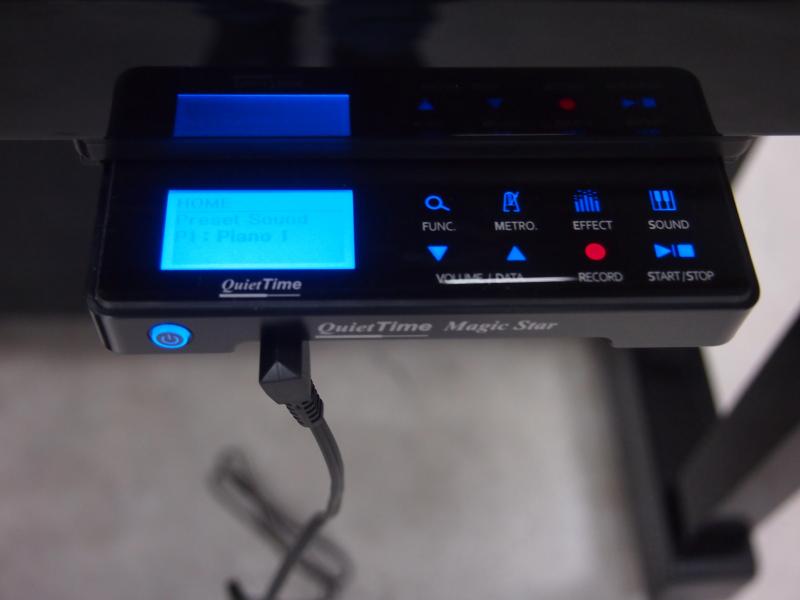 HOME
Preset Sound
P1: Piano 1
FUNC.
METRO.
EFFECT
SOUND
VOLUME / DATA
RECORD
START/STOP
QuietTime
QuietTime Magic Star